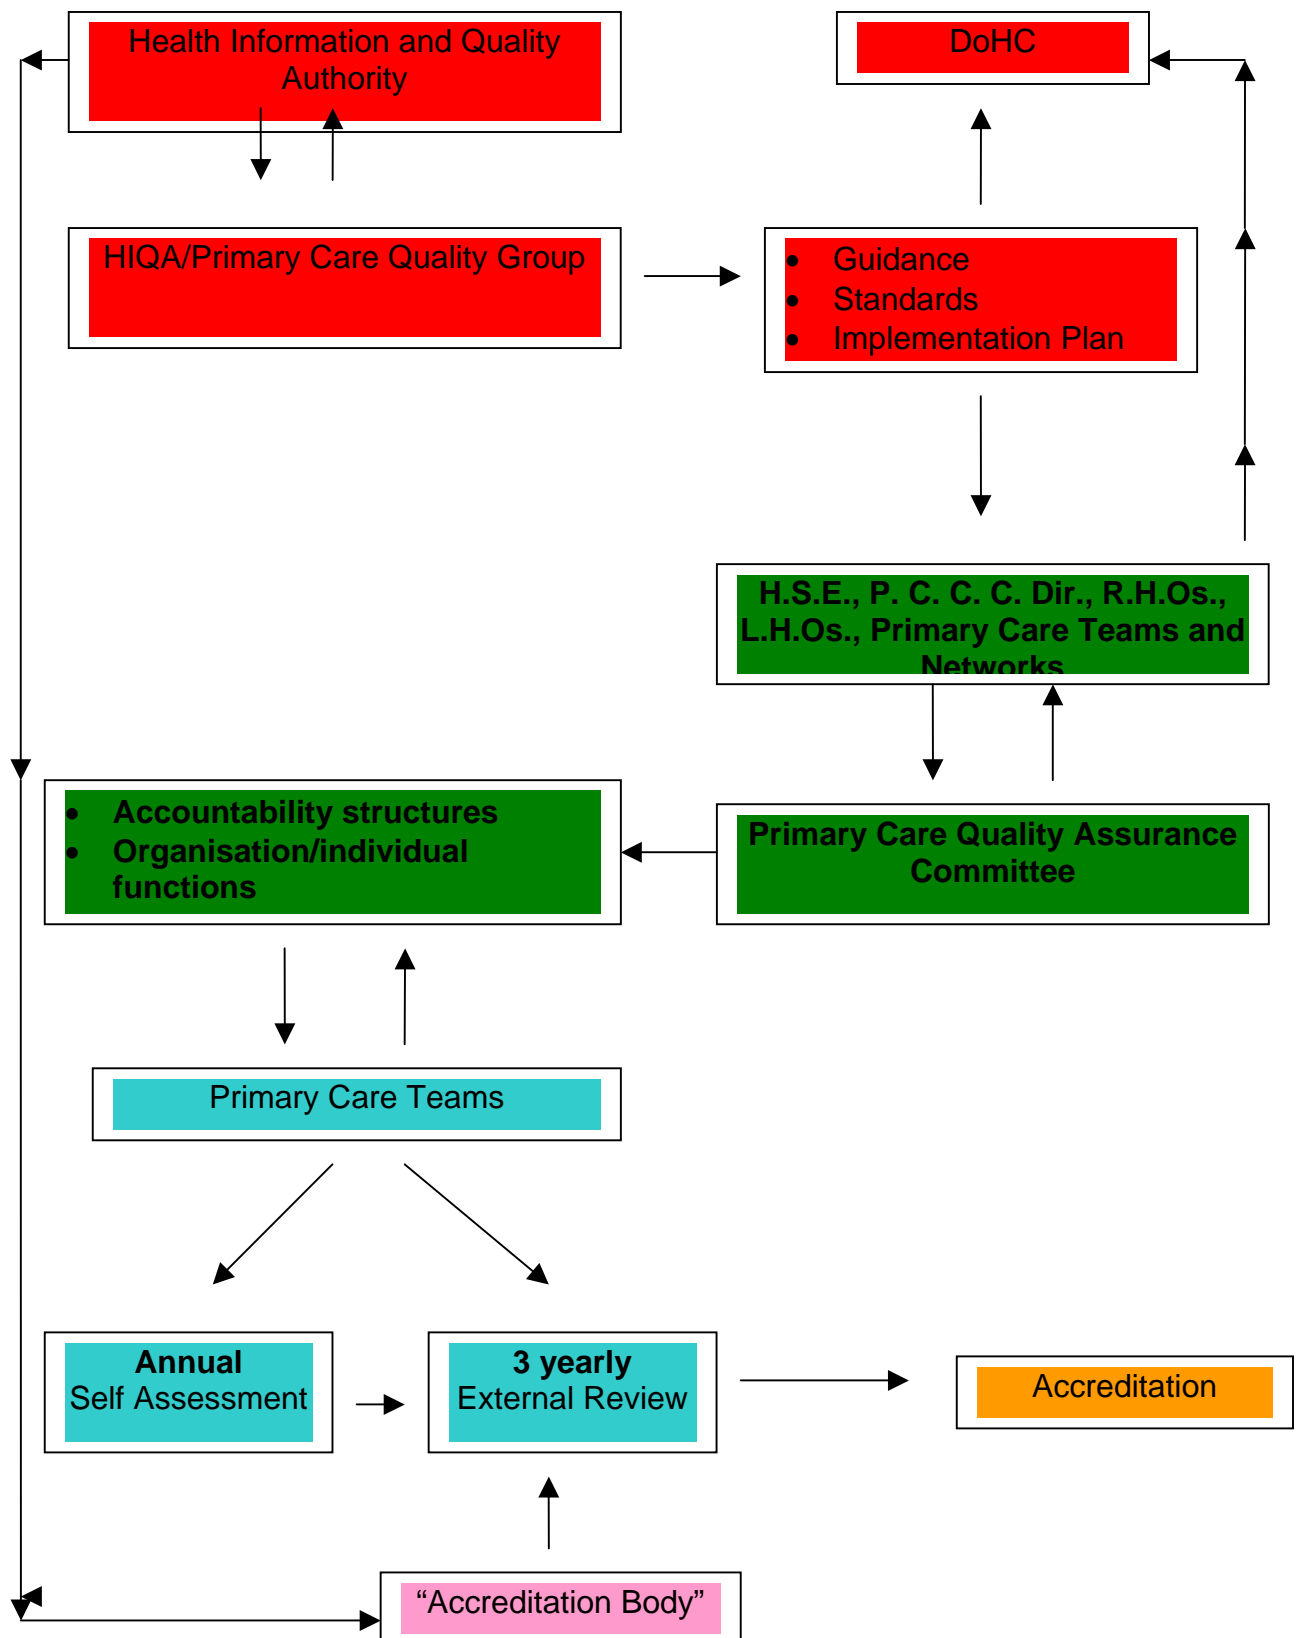 Health Information and Quality
Authority
DoHC
HIQA/Primary Care Quality Group
• Guidance
• Standards
• Implementation Plan
H.S.E., P. C. C. C. Dir., R.H.Os.,
L.H.Os., Primary Care Teams and
Networks
• Accountability structures
• Organisation/individual
functions
Primary Care Quality Assurance
Committee
Primary Care Teams
Annual
Self Assessment
3 yearly
External Review
Accreditation
“Accreditation Body”